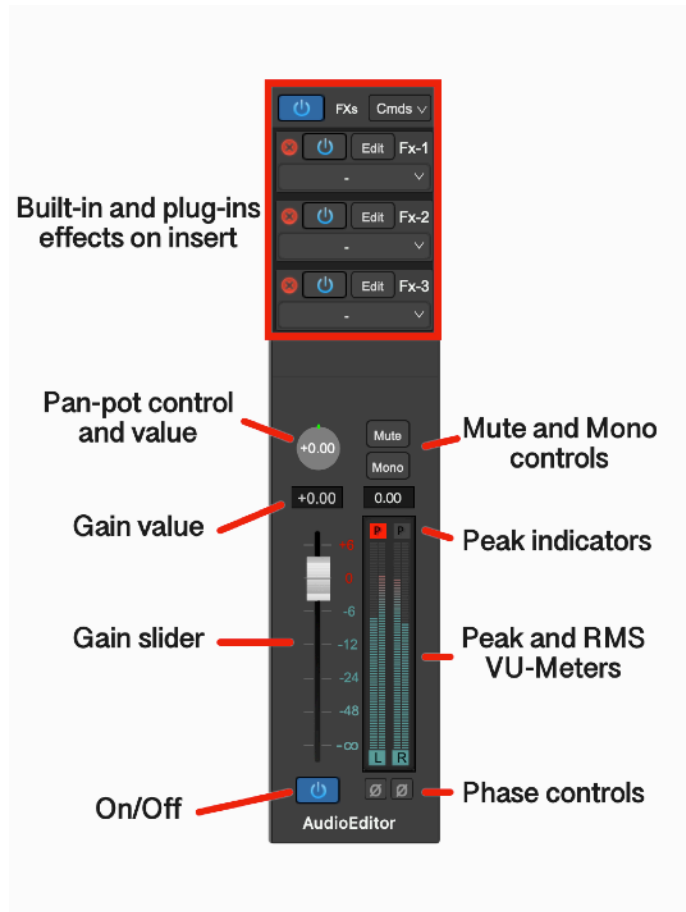 FXs Cmds
Edit Fx-1
-
Built-in and plug-ins
effects on insert
Edit Fx-2
-
Edit Fx-3
-
Pan-pot control
and value
+0.00
Mute
Mono
Mute and Mono
controls
+0.00
0.00
Gain value
P P
Peak indicators
+6
0
-6
-12
-24
-48
-∞
Gain slider
Peak and RMS
VU-Meters
L R
On/Off
Ø Ø
Phase controls
AudioEditor